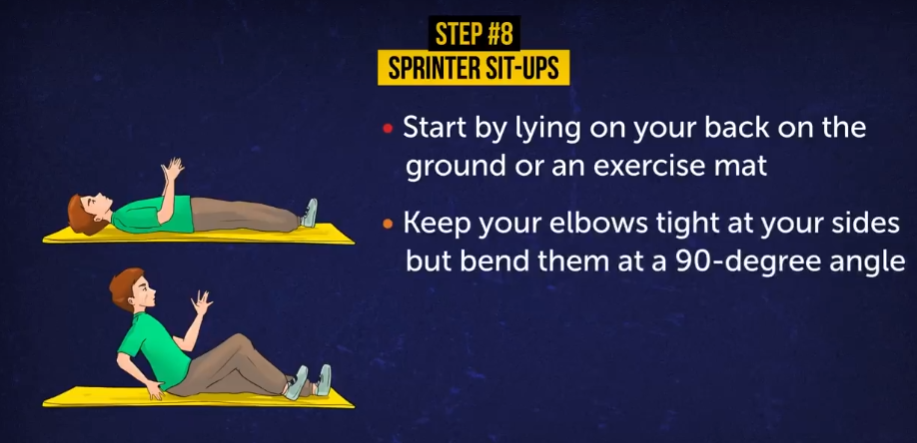 STEP #8
SPRINTER SIT-UPS
• Start by lying on your back on the
ground or an exercise mat
• Keep your elbows tight at your sides
but bend them at a 90-degree angle